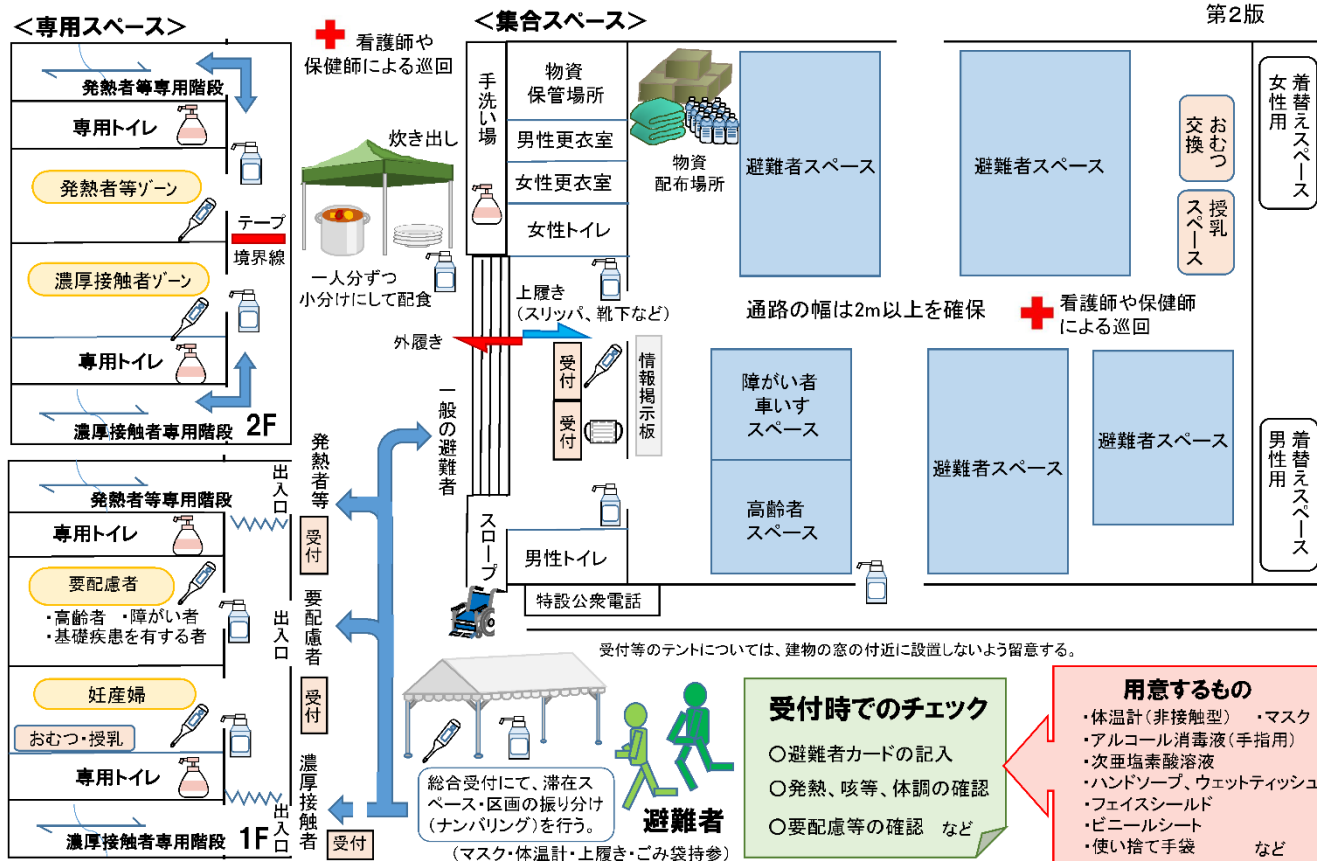 第2版
＜専用スペース＞
発熱者等専用階段
専用トイレ
発熱者等ゾーン
テープ
境界線
濃厚接触者ゾーン
専用トイレ
濃厚接触者専用階段
2F
発熱者等専用階段
専用トイレ
要配慮者
・高齢者　・障がい者
・基礎疾患を有する者
妊産婦
おむつ・授乳
専用トイレ
濃厚接触者専用階段
1F
出入口
出入口
出入口
発熱者等
受付
要配慮者
受付
濃厚接触者
受付
一般の避難者
看護師や
保健師による巡回
炊き出し
一人分ずつ
小分けにして配食
＜集合スペース＞
手洗い場
物資
保管場所
男性更衣室
女性更衣室
女性トイレ
物資
配布場所
上履き
（スリッパ、靴下など）
外履き
受付
受付
情報掲示板
スロープ
男性トイレ
特設公衆電話
避難者スペース
避難者スペース
おむつ
交換
授乳
スペース
着替えスペース
女性用
通路の幅は2m以上を確保
看護師や保健師
による巡回
障がい者
車いす
スペース
高齢者
スペース
避難者スペース
避難者スペース
着替えスペース
男性用
受付等のテントについては、建物の窓の付近に設置しないよう留意する。
総合受付にて、滞在ス
ペース・区画の振り分け
（ナンバリング）を行う。
避難者
（マスク・体温計・上履き・ごみ袋持参）
受付時でのチェック
○避難者カードの記入
○発熱、咳等、体調の確認
○要配慮等の確認　など
用意するもの
・体温計（非接触型）　・マスク
・アルコール消毒液（手指用）
・次亜塩素酸溶液
・ハンドソープ、ウェットティッシュ
・フェイスシールド
・ビニールシート
・使い捨て手袋　　など